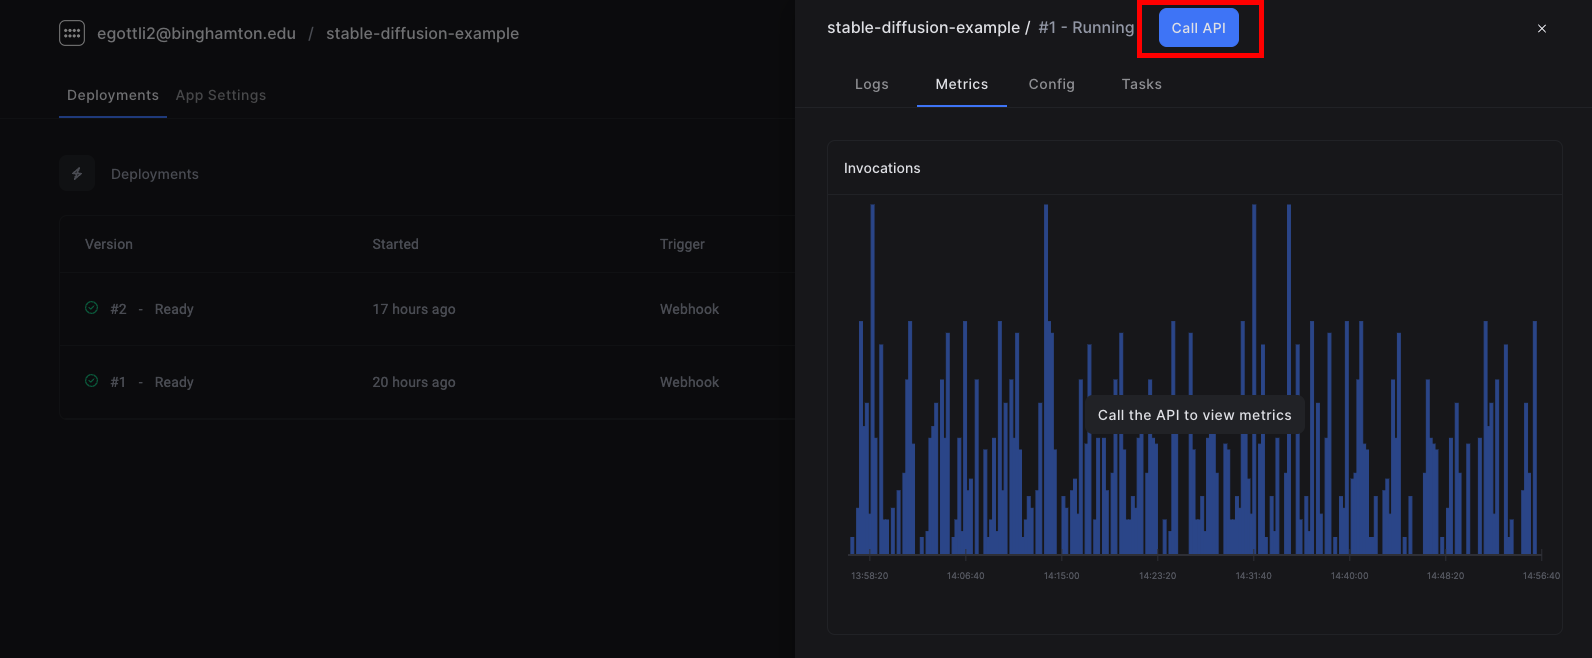 egottli2@binghamton.edu / stable-diffusion-example
Deployments App Settings
Deployments
Version Started Trigger
#2 - Ready 17 hours ago Webhook
#1 - Ready 20 hours ago Webhook
stable-diffusion-example / #1 - Running Call API
Logs Metrics Config Tasks
Invocations
Call the API to view metrics
13:58:20 14:06:40 14:15:00 14:23:20 14:31:40 14:40:00 14:48:20 14:56:40